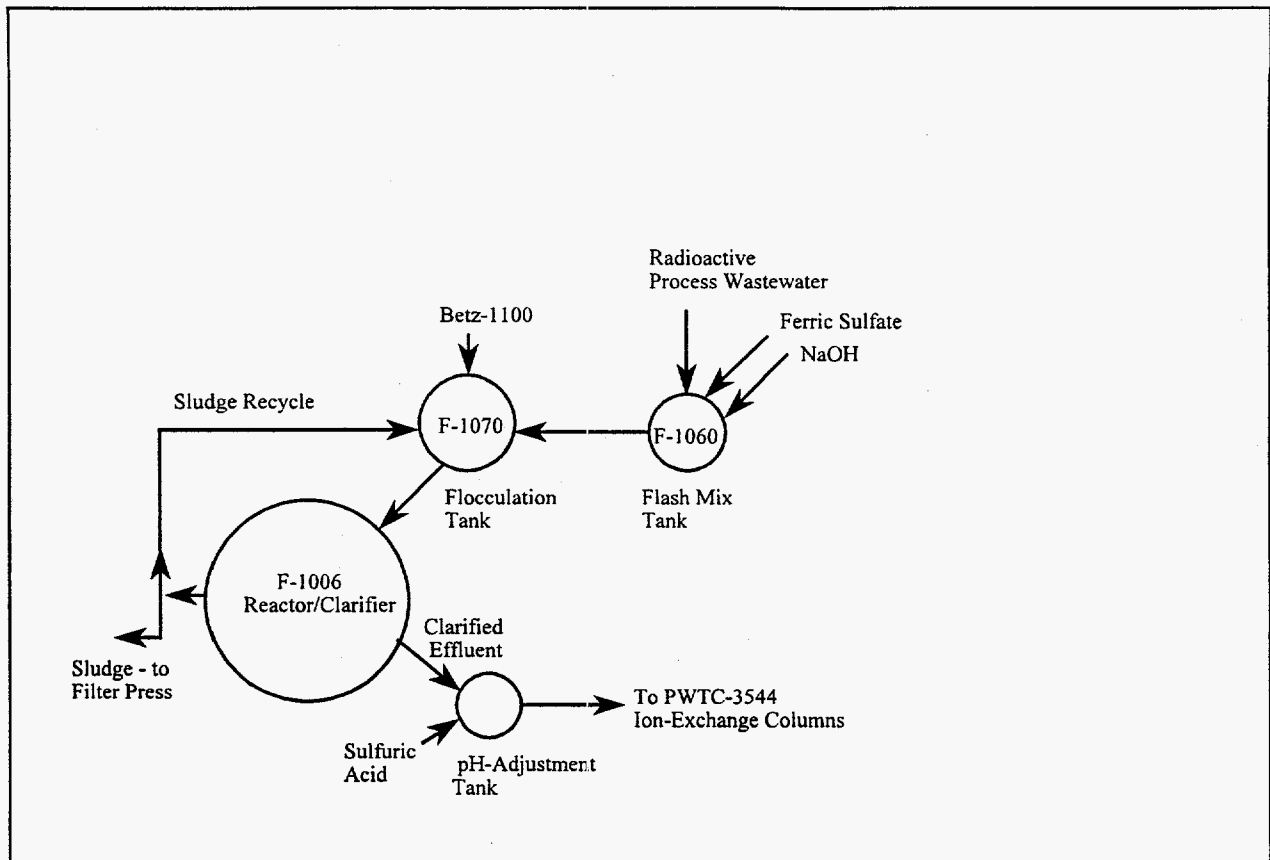 Radioactive
Process Wastewater
Betz-1100
Ferric Sulfate
NaOH
Sludge Recycle
F-1070
F-1060
Flocculation
Tank
Flash Mix
Tank
F-1006
Reactor/Clarifier
Clarified
Effluent
Sludge - to
Filter Press
To PWTC-3544
Ion-Exchange Columns
Sulfuric
Acid
pH-Adjustment
Tank